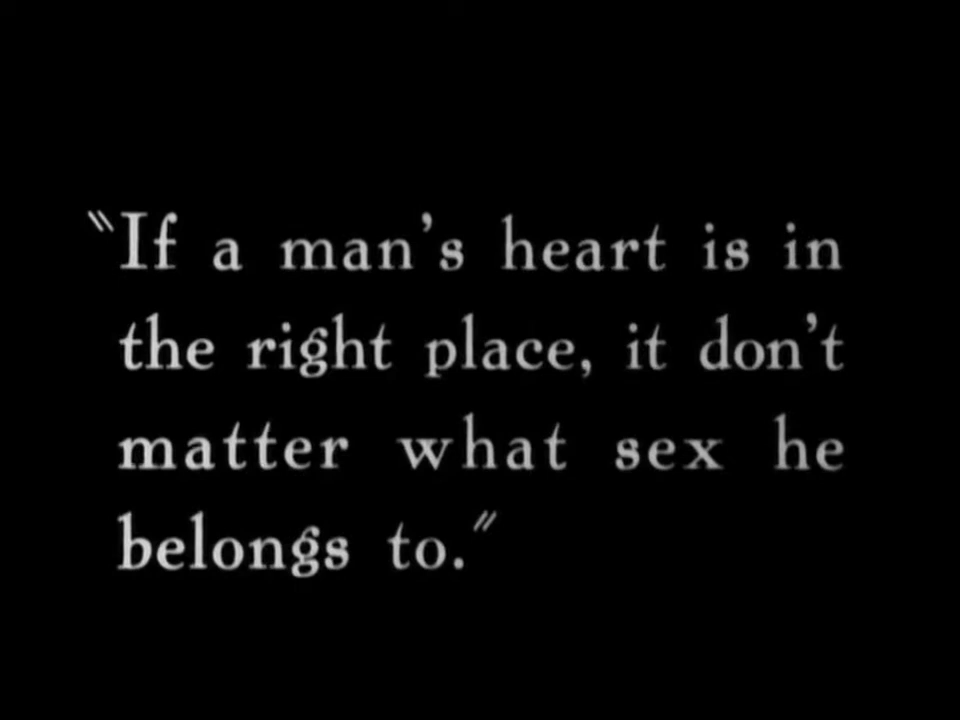 "If a man's heart is in
the right place, it don't
matter what sex he
belongs to."